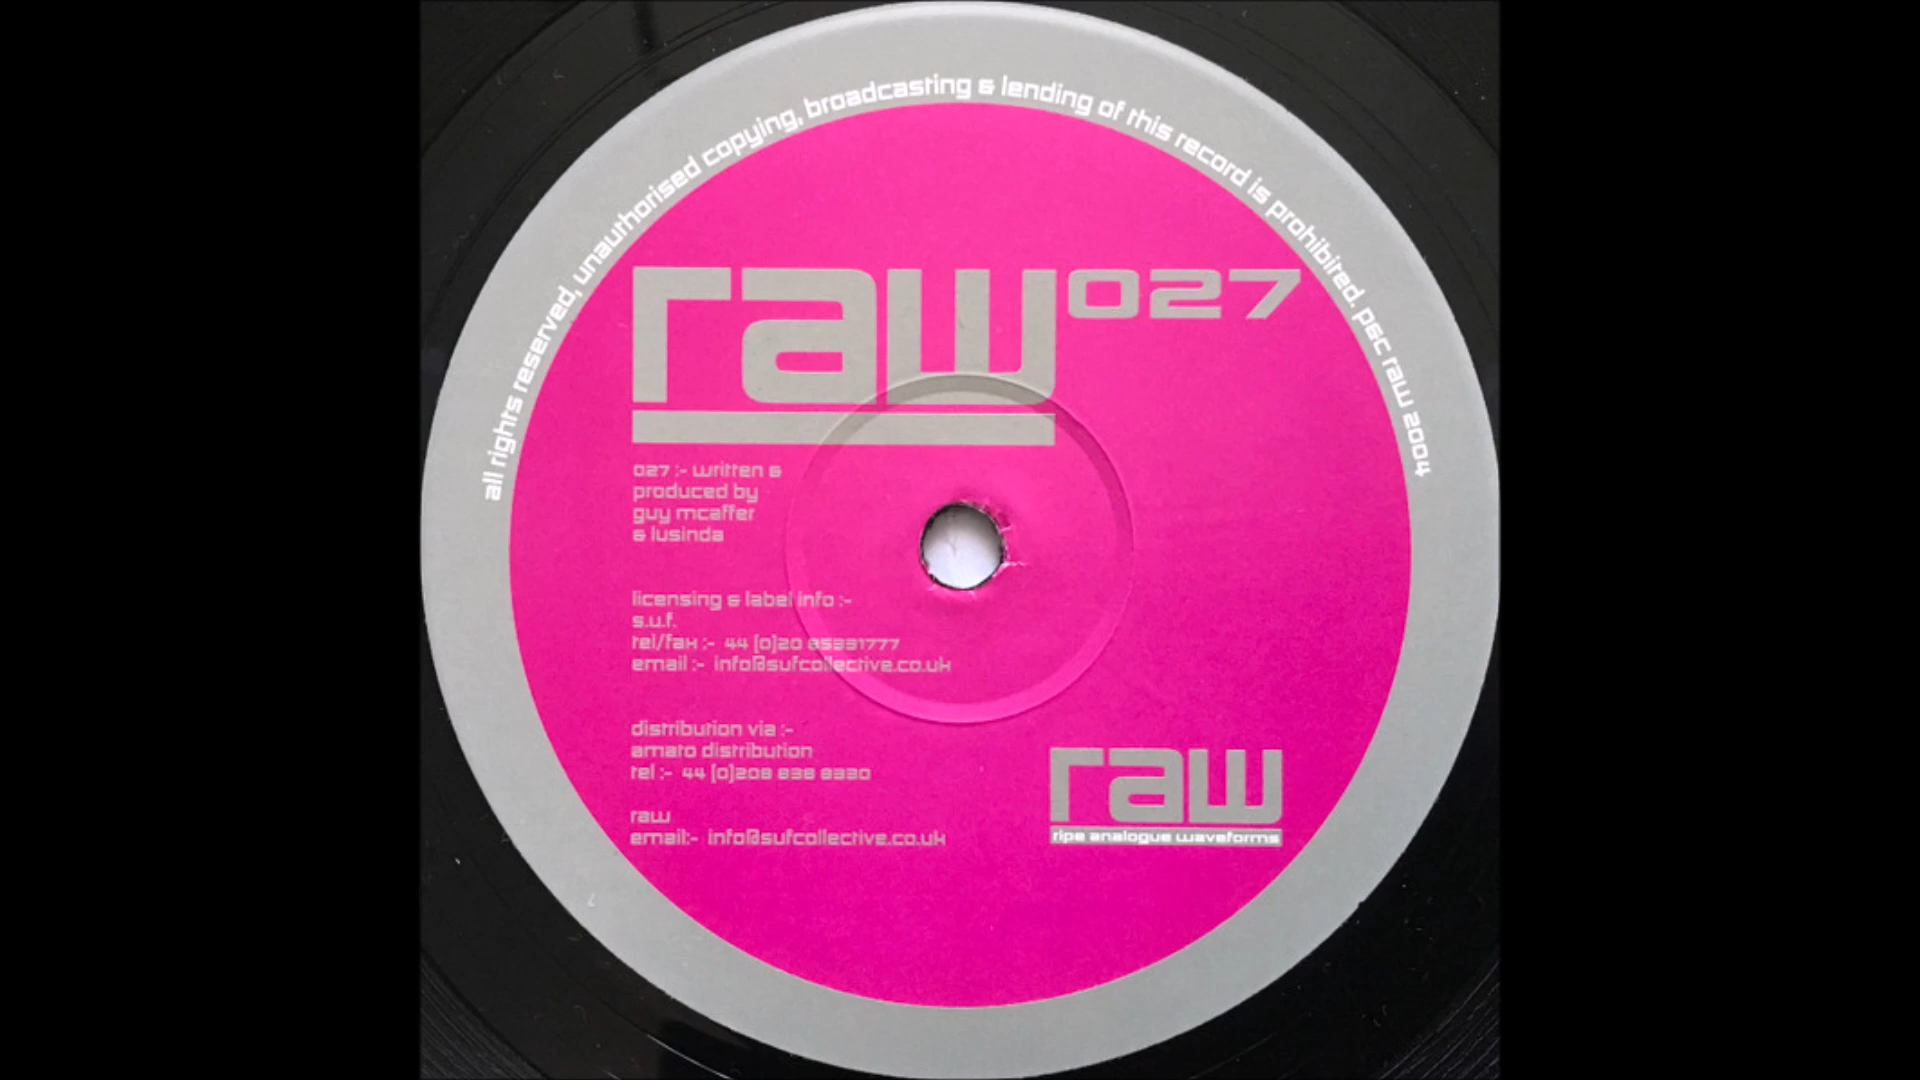 all rights reserved, unauthorised copying, broadcasting & lending of this record is prohibited. p&c raw 2004
raw 027
027 :- written &
produced by
guy mcaffer
& lusinda
licensing & label info :-
s.u.f.
tel/fax :- 44 (0)20 85331777
email :- info@sufcollective.co.uk
distribution via :-
amato distribution
tel :- 44 (0)208 838 8330
raw
email:- info@sufcollective.co.uk
raw
ripe analogue waveforms